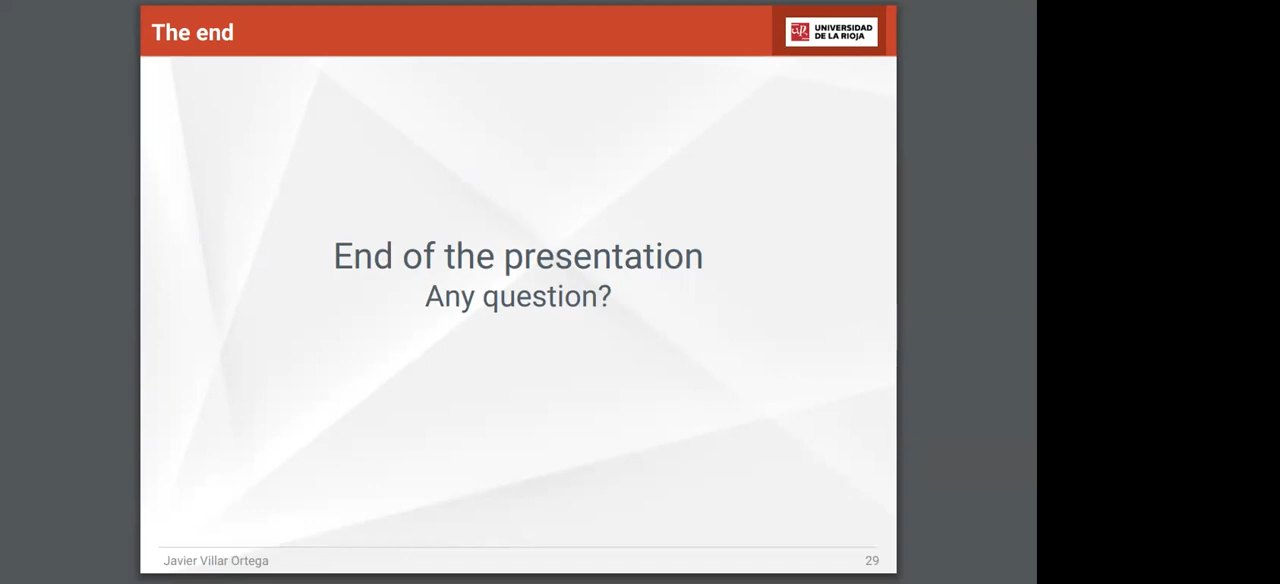 The end
UNIVERSIDAD
DE LA RIOJA
End of the presentation
Any question?
Javier Villar Ortega
29